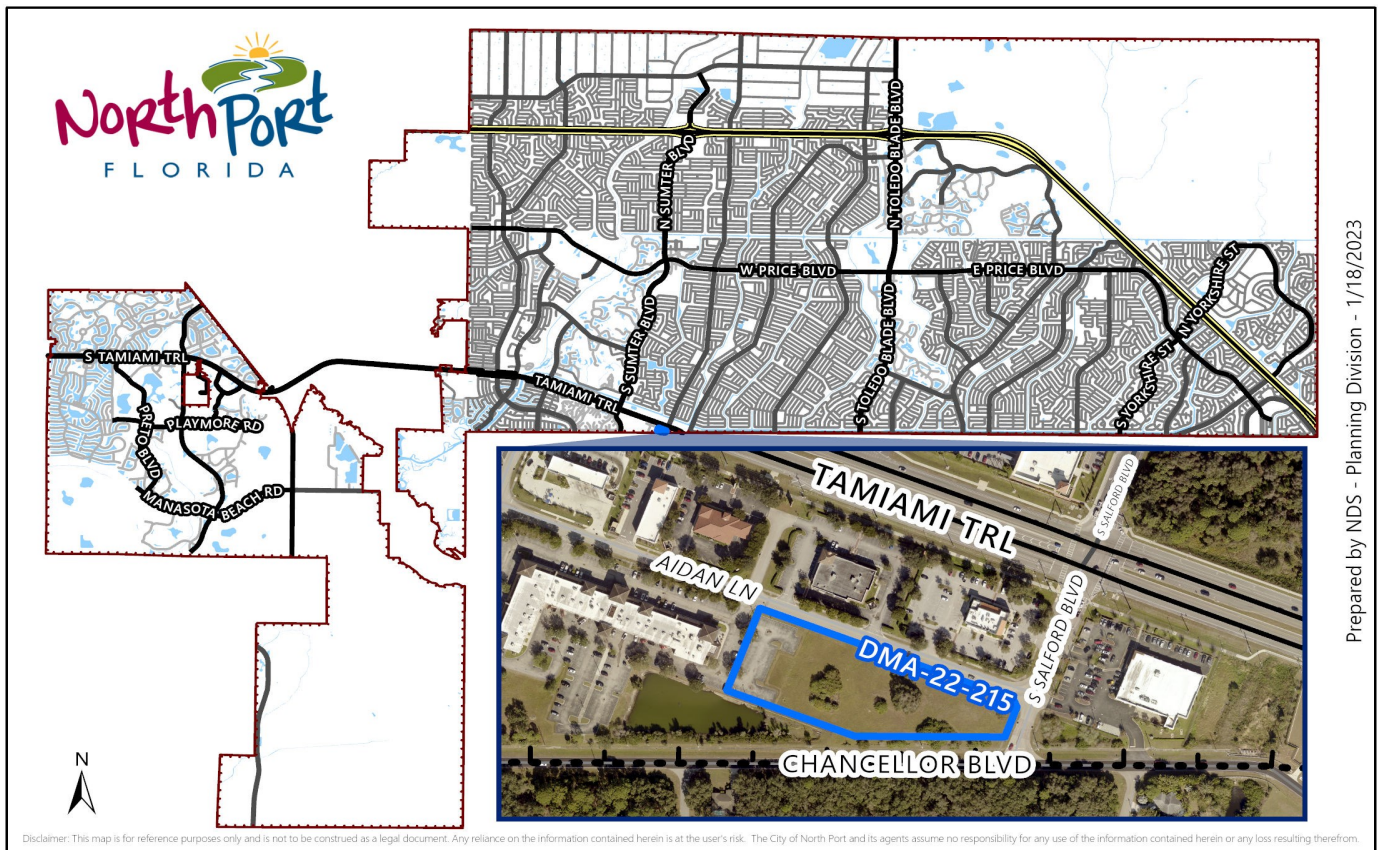 North Port
FLORIDA
N TOLEDO BLADE BLVD
N SUMTER BLVD
W PRICE BLVD
E PRICE BLVD
N YORKSHIRE ST
S TAMIAMI TRL
S SUMTER BLVD
S TOLEDO BLADE BLVD
S YORKSHIRE ST
TAMIAMI TRL
PRETO BLVD
PLAYMORE RD
MANASOTA BEACH RD
TAMIAMI TRL
S SALFORD BLVD
AIDAN LN
S SALFORD BLVD
DMA-22-215
CHANCELLOR BLVD
N
Prepared by NDS - Planning Division - 1/18/2023
Disclaimer: This map is for reference purposes only and is not to be construed as a legal document. Any reliance on the information contained herein is at the user's risk. The City of North Port and its agents assume no responsibility for any use of the information contained herein or any loss resulting therefrom.